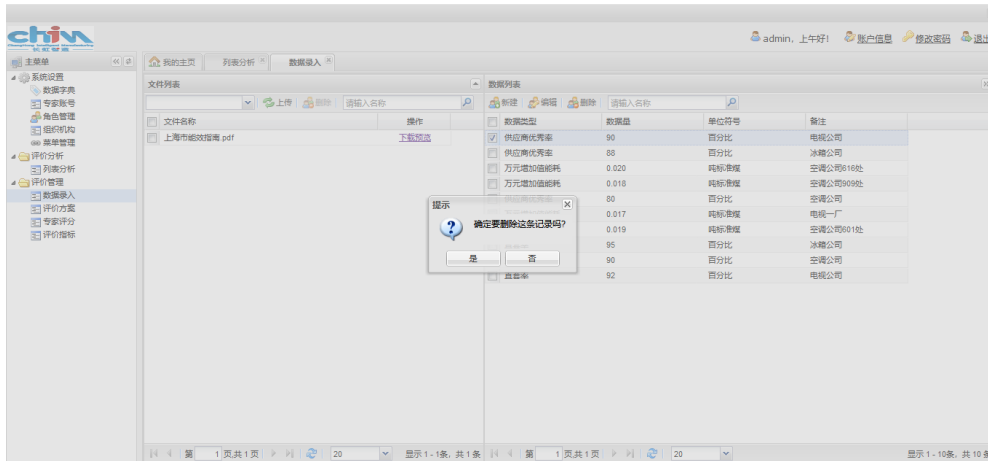 chim
长虹智造
admin, 上午好! 账户信息 修改密码 退出
主菜单
我的主页 列表分析 数据录入
系统设置
数据字典
专家账号
角色管理
组织机构
菜单管理
评价分析
列表分析
评价管理
数据录入
评价方案
专家评分
评价指标
文件列表
上传 删除 请输入名称
文件名称 操作
上海市能效指南.pdf 下载预览
数据列表
新建 编辑 删除 请输入名称
数据类型 数据量 单位符号 备注
供应商优秀率 90 百分比 电视公司
供应商优秀率 88 百分比 冰箱公司
万元增加值能耗 0.020 吨标准煤 空调公司616处
万元增加值能耗 0.018 吨标准煤 空调公司909处
供应商优秀率 80 百分比 空调公司
0.017 吨标准煤 电视一厂
0.019 吨标准煤 空调公司601处
95 百分比 冰箱公司
90 百分比 空调公司
直通率 92 百分比 电视公司
提示
确定要删除这条记录吗?
是 否
第 1 页,共 1 页 20 显示 1 - 1条, 共 1 条
第 1 页,共 1 页 20 显示 1 - 10条, 共 10 条